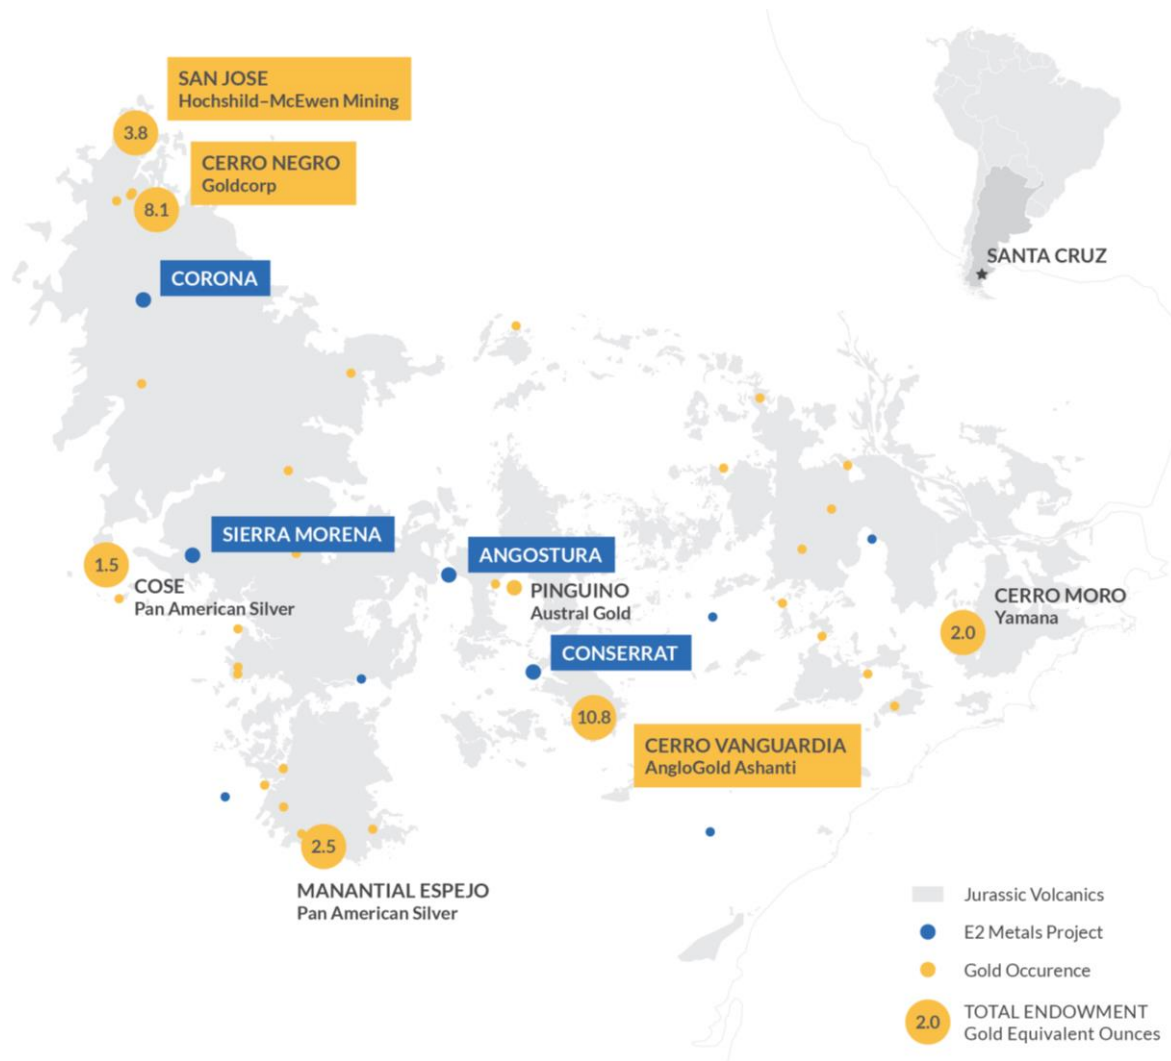 SAN JOSE
Hochshild–McEwen Mining
3.8
CERRO NEGRO
Goldcorp
8.1
CORONA
SANTA CRUZ
SIERRA MORENA
ANGOSTURA
1.5
COSE
Pan American Silver
PINGUINO
Austral Gold
CERRO MORO
Yamana
2.0
CONSERRAT
10.8
CERRO VANGUARDIA
AngloGold Ashanti
2.5
MANANTIAL ESPEJO
Pan American Silver
Jurassic Volcanics
E2 Metals Project
Gold Occurence
2.0
TOTAL ENDOWMENT
Gold Equivalent Ounces